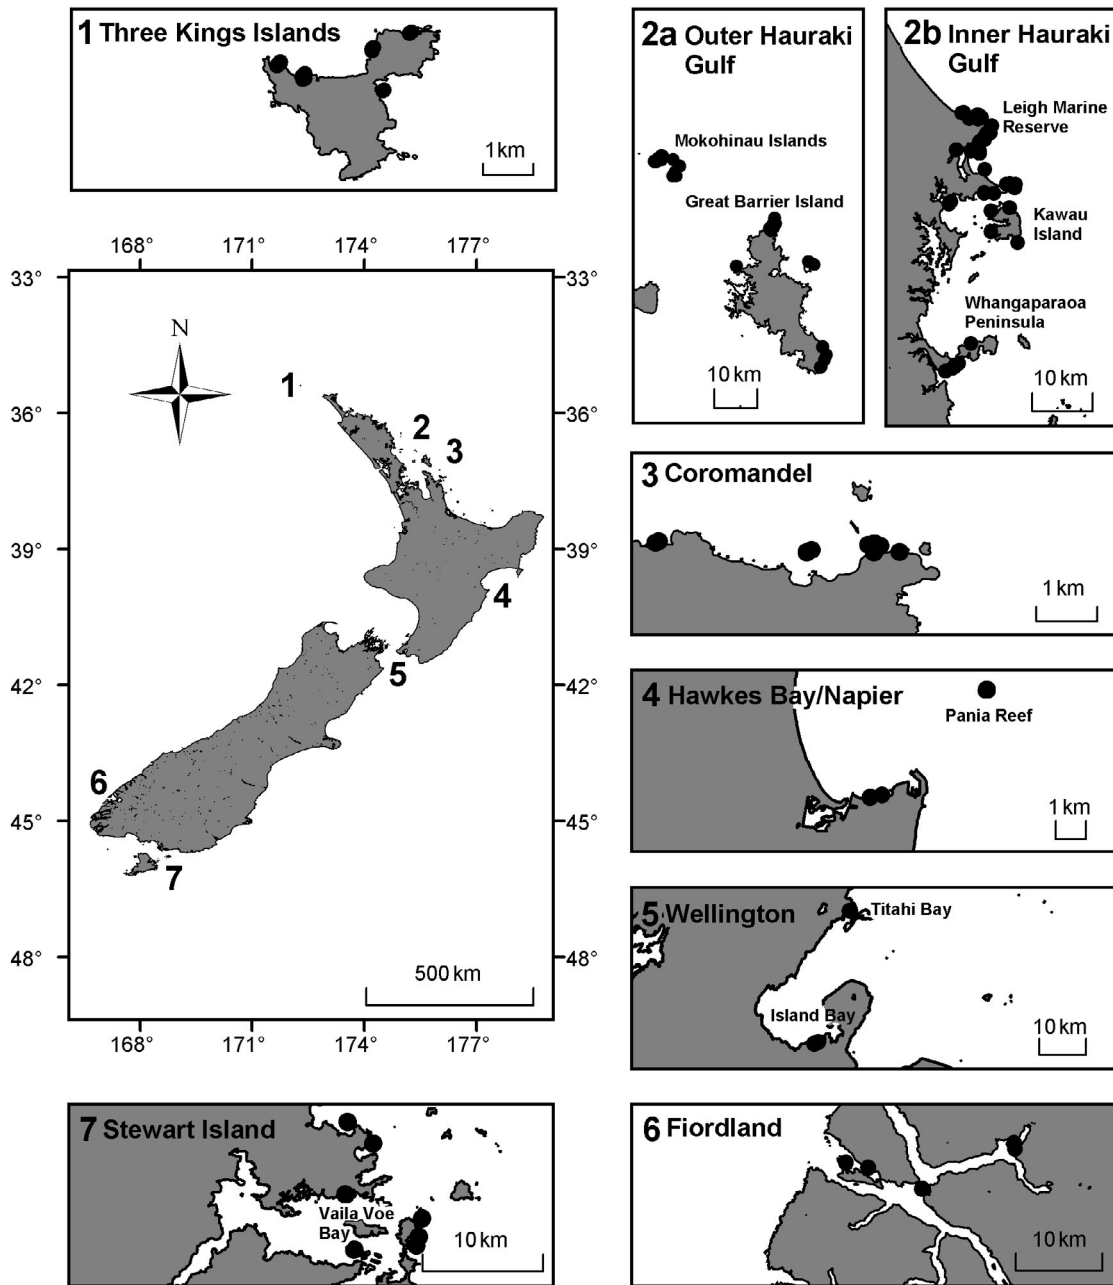 1 Three Kings Islands
1km
2a Outer Hauraki
Gulf
Mokohinau Islands
Great Barrier Island
10 km
2b Inner Hauraki
Gulf
Leigh Marine
Reserve
Kawau
Island
Whangaparaoa
Peninsula
10 km
168° 171° 174° 177°
33° 33°
N
1
36° 36°
2
3
39° 39°
4
5
42° 42°
6
45° 45°
7
48° 48°
500 km
168° 171° 174° 177°
3 Coromandel
1 km
4 Hawkes Bay/Napier
Pania Reef
1 km
5 Wellington
Titahi Bay
Island Bay
10 km
7 Stewart Island
Vaila Voe
Bay
10 km
6 Fiordland
10 km